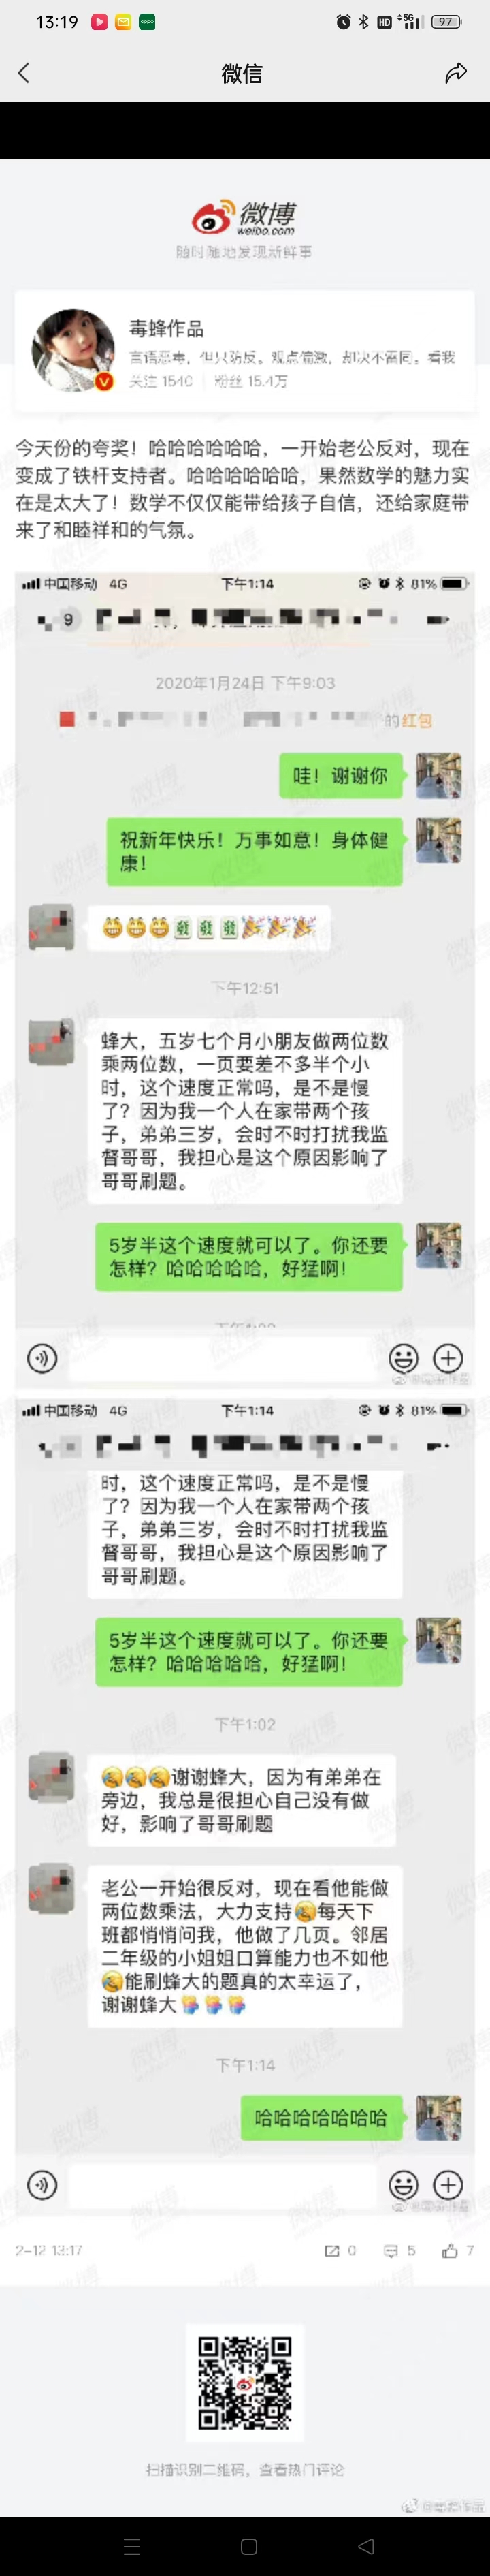 13:19
HD
5G
97
微信
微博
weibo.com
随时随地发现新鲜事
毒蜂作品
言语恶毒，但只防反。观点偏激，却决不雷同。看我
关注 1540
粉丝 15.4万
今天份的夸奖！哈哈哈哈哈哈，一开始老公反对，现在
变成了铁杆支持者。哈哈哈哈哈哈，果然数学的魅力实
在是太大了！数学不仅仅能带给孩子自信，还给家庭带
来了和睦祥和的气氛。
中国移动 4G
下午1:14
81%
9
2020年1月24日 下午9:03
的红包
哇！谢谢你
祝新年快乐！万事如意！身体健
康！
😁😁😁🀅🀅🀅🎉🎉🎉
下午12:51
蜂大，五岁七个月小朋友做两位数
乘两位数，一页要差不多半个小
时，这个速度正常吗，是不是慢
了？因为我一个人在家带两个孩
子，弟弟三岁，会时不时打扰我监
督哥哥，我担心是这个原因影响了
哥哥刷题。
5岁半这个速度就可以了。你还要
怎样？哈哈哈哈哈，好猛啊！
中国移动 4G
下午1:14
81%
时，这个速度正常吗，是不是慢
了？因为我一个人在家带两个孩
子，弟弟三岁，会时不时打扰我监
督哥哥，我担心是这个原因影响了
哥哥刷题。
5岁半这个速度就可以了。你还要
怎样？哈哈哈哈哈，好猛啊！
下午1:02
谢谢蜂大，因为有弟弟在
旁边，我总是很担心自己没有做
好，影响了哥哥刷题
老公一开始很反对，现在看他能做
两位数乘法，大力支持每天下
班都悄悄问我，他做了几页。邻居
二年级的小姐姐口算能力也不如他
能刷蜂大的题真的太幸运了，
谢谢蜂大
下午1:14
哈哈哈哈哈哈哈
2-12 13:17
0
5
7
扫描识别二维码，查看热门评论